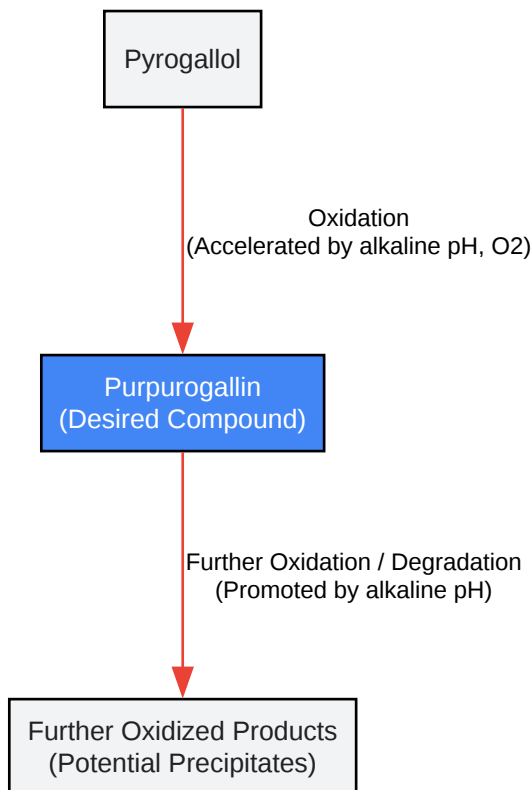 Pyrogallol
Oxidation
(Accelerated by alkaline pH, O2)
Purpurogallin
(Desired Compound)
Further Oxidation / Degradation
(Promoted by alkaline pH)
Further Oxidized Products
(Potential Precipitates)